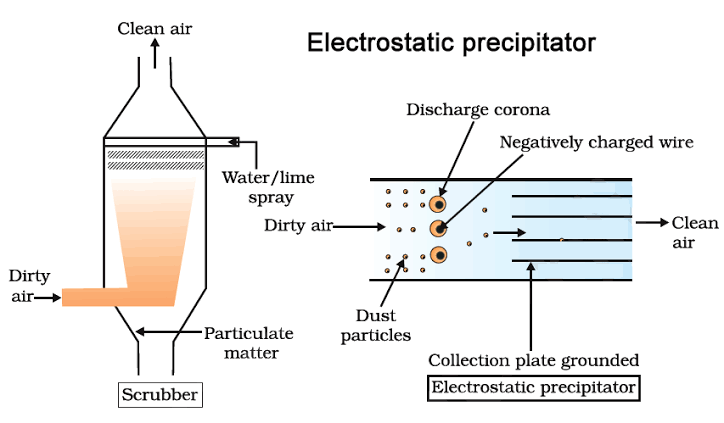 Clean air
Electrostatic precipitator
Discharge corona
Negatively charged wire
Water/lime
spray
Dirty air
Clean
air
Dirty
air
Dust
particles
Particulate
matter
Collection plate grounded
Scrubber
Electrostatic precipitator